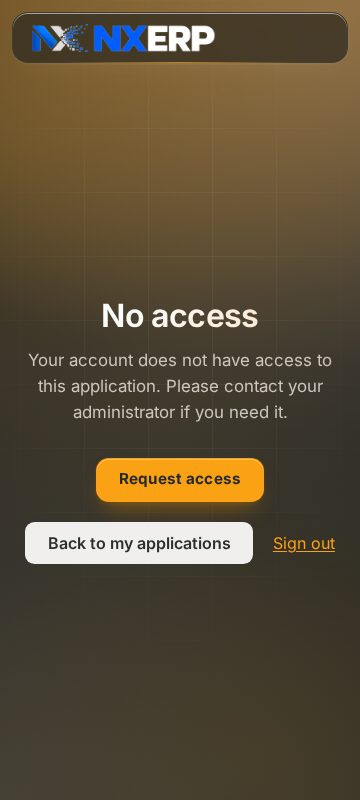 NXERP
No access
Your account does not have access to
this application. Please contact your
administrator if you need it.
Request access
Back to my applications
Sign out